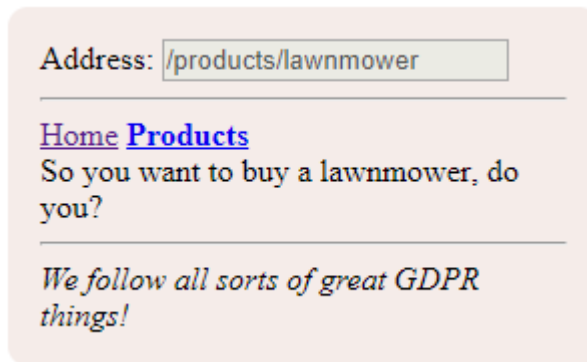 Address: /products/lawnmower
Home Products
So you want to buy a lawnmower, do
you?
We follow all sorts of great GDPR
things!